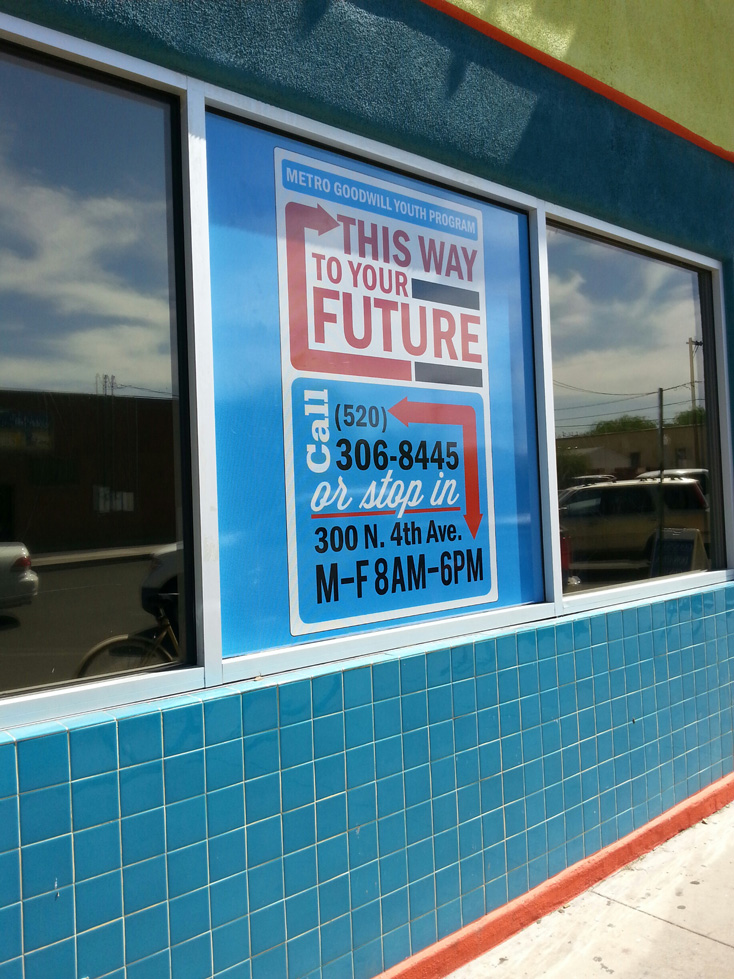 METRO GOODWILL YOUTH PROGRAM
THIS WAY
TO YOUR
FUTURE
Call
(520)
306-8445
or stop in
300 N. 4th Ave.
M-F 8AM-6PM